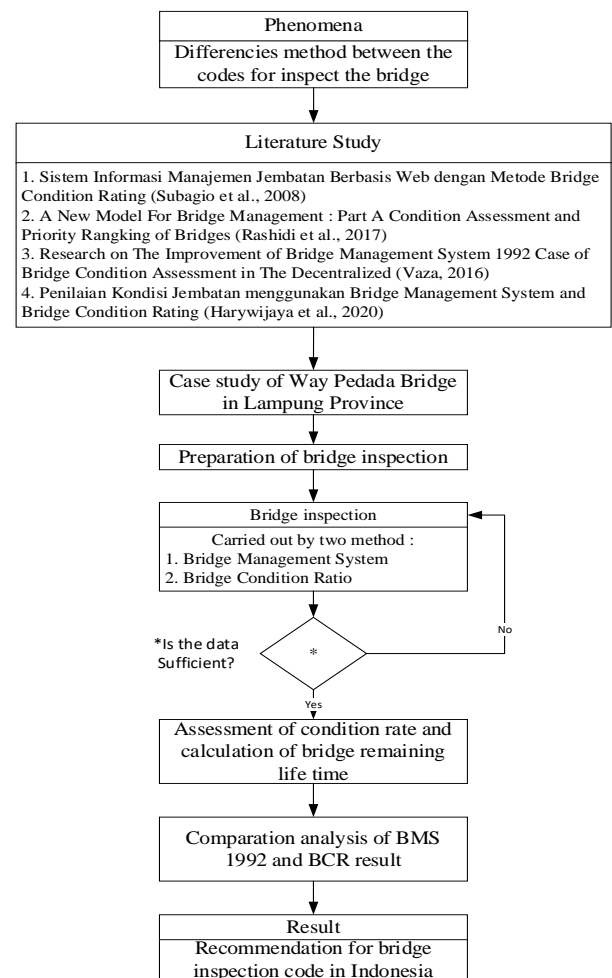 Phenomena
Differencies method between the
codes for inspect the bridge
Literature Study
1. Sistem Informasi Manajemen Jembatan Berbasis Web dengan Metode Bridge
Condition Rating (Subagio et al., 2008)
2. A New Model For Bridge Management : Part A Condition Assessment and
Priority Rangking of Bridges (Rashidi et al., 2017)
3. Research on The Improvement of Bridge Management System 1992 Case of
Bridge Condition Assessment in The Decentralized (Vaza, 2016)
4. Penilaian Kondisi Jembatan menggunakan Bridge Management System and
Bridge Condition Rating (Harywijaya et al., 2020)
Case study of Way Pedada Bridge
in Lampung Province
Preparation of bridge inspection
Bridge inspection
Carried out by two method :
1. Bridge Management System
2. Bridge Condition Ratio
*Is the data
Sufficient?
*
No
Yes
Assessment of condition rate and
calculation of bridge remaining
life time
Comparation analysis of BMS
1992 and BCR result
Result
Recommendation for bridge
inspection code in Indonesia